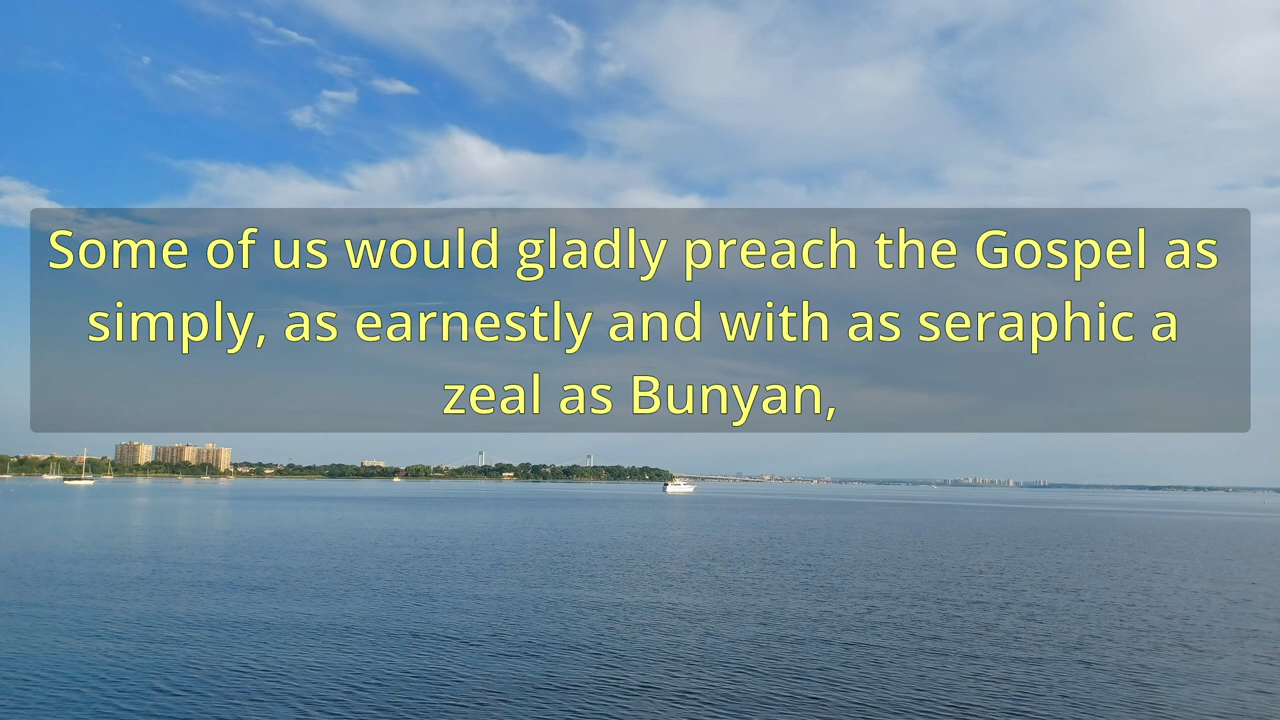 Some of us would gladly preach the Gospel as
simply, as earnestly and with as seraphic a
zeal as Bunyan,